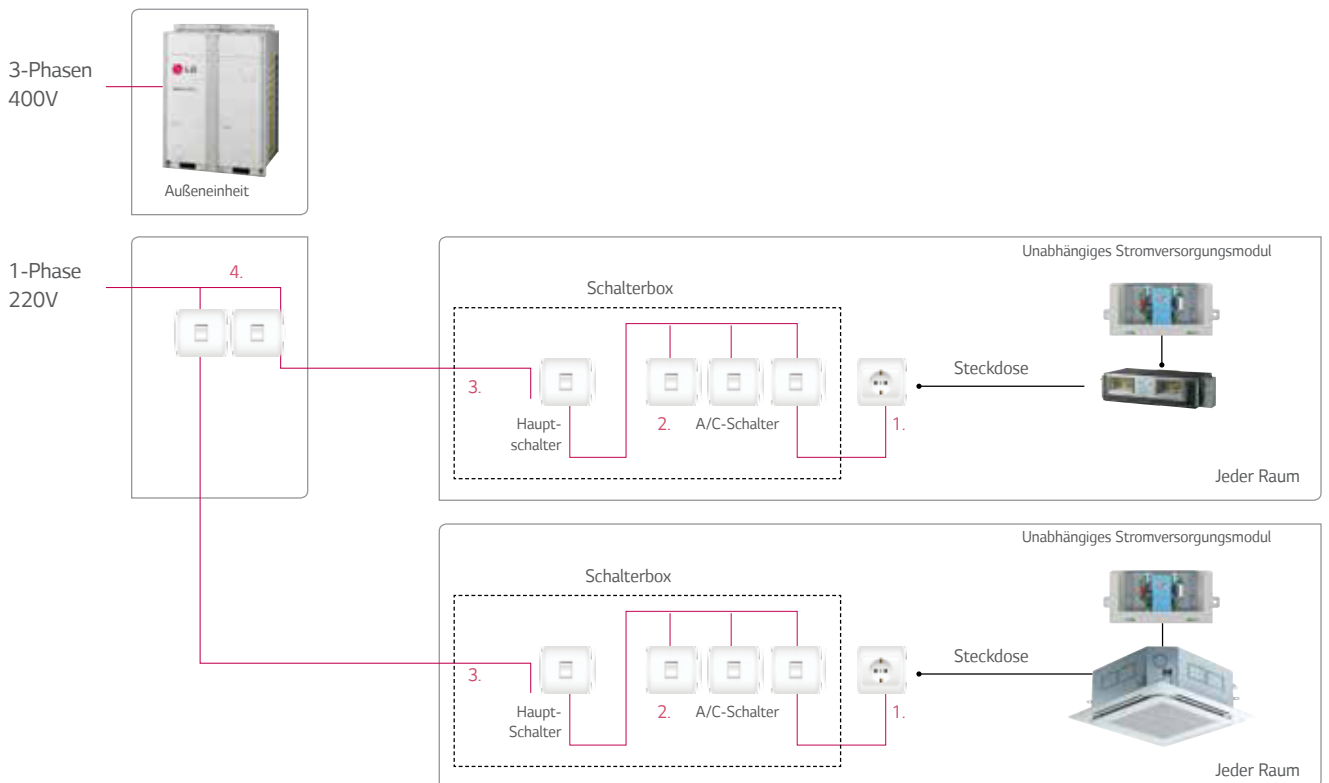 3-Phasen
400V
LG
Außeneinheit
1-Phase
220V
4.
Unabhängiges Stromversorgungsmodul
Schalterbox
Steckdose
3.
Haupt-
schalter
2.
A/C-Schalter
1.
Jeder Raum
Unabhängiges Stromversorgungsmodul
Schalterbox
Steckdose
3.
Haupt-
Schalter
2.
A/C-Schalter
1.
Jeder Raum